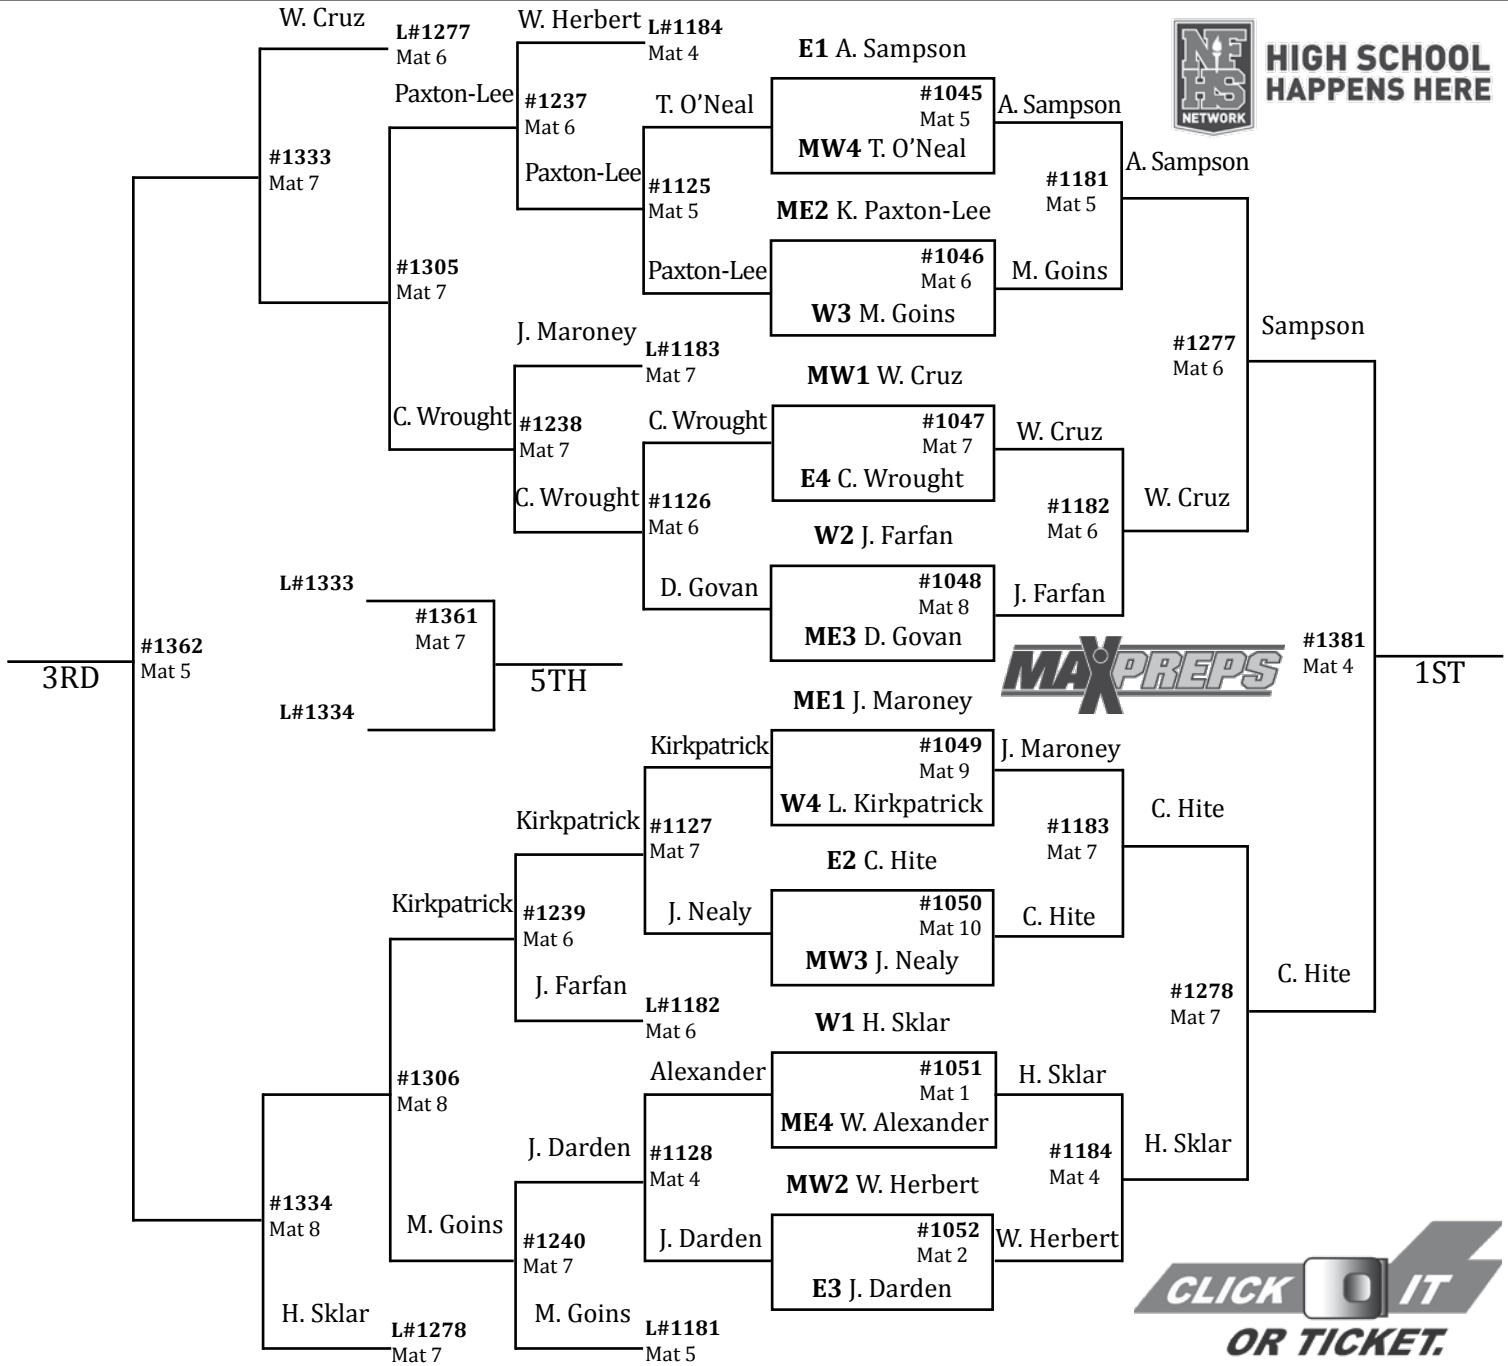 W. Cruz
L#1277
Mat 6
W. Herbert
L#1184
Mat 4
Paxton-Lee
#1237
Mat 6
#1333
Mat 7
Paxton-Lee
#1305
Mat 7
T. O’Neal
#1125
Mat 5
Paxton-Lee
J. Maroney
L#1183
Mat 7
C. Wrought
#1238
Mat 7
C. Wrought
C. Wrought
#1126
Mat 6
D. Govan
E1 A. Sampson
#1045
Mat 5
MW4 T. O’Neal
ME2 K. Paxton-Lee
#1046
Mat 6
W3 M. Goins
MW1 W. Cruz
#1047
Mat 7
E4 C. Wrought
W2 J. Farfan
#1048
Mat 8
ME3 D. Govan
A. Sampson
#1181
Mat 5
M. Goins
A. Sampson
W. Cruz
#1182
Mat 6
J. Farfan
W. Cruz
#1277
Mat 6
Sampson
NFHS
NETWORK
HIGH SCHOOL
HAPPENS HERE
L#1333
#1361
Mat 7
L#1334
5TH
#1362
Mat 5
3RD
MAXPREPS
#1381
Mat 4
1ST
ME1 J. Maroney
#1049
Mat 9
W4 L. Kirkpatrick
E2 C. Hite
#1050
Mat 10
MW3 J. Nealy
W1 H. Sklar
#1051
Mat 1
ME4 W. Alexander
MW2 W. Herbert
#1052
Mat 2
E3 J. Darden
Kirkpatrick
#1127
Mat 7
J. Nealy
Kirkpatrick
#1239
Mat 6
J. Farfan
L#1182
Mat 6
Kirkpatrick
#1306
Mat 8
Alexander
#1128
Mat 4
J. Darden
J. Darden
#1240
Mat 7
M. Goins
L#1181
Mat 5
M. Goins
#1334
Mat 8
H. Sklar
L#1278
Mat 7
J. Maroney
#1183
Mat 7
C. Hite
C. Hite
H. Sklar
#1184
Mat 4
W. Herbert
H. Sklar
#1278
Mat 7
C. Hite
CLICK IT
OR TICKET.